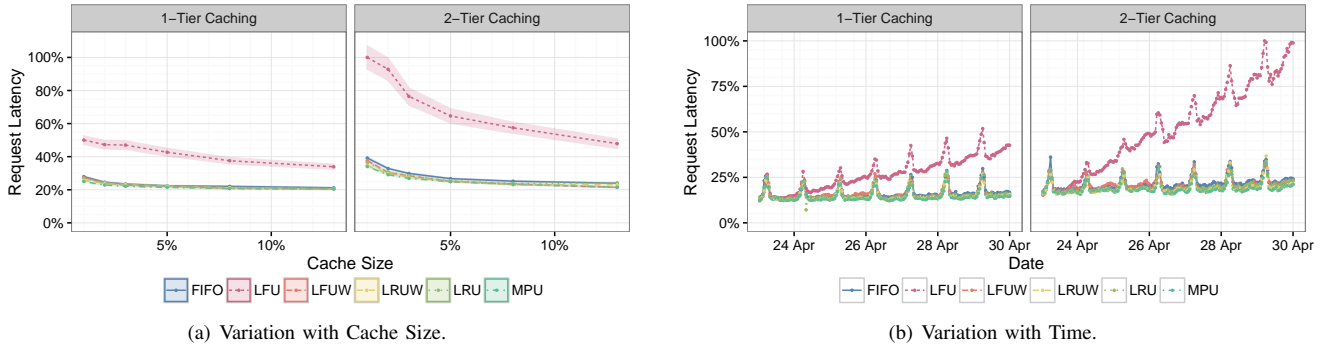 1−Tier Caching 2−Tier Caching
100%
80%
60%
40%
20%
0%
Request Latency
5% 10% 5% 10%
Cache Size
FIFO LFU LFUW LRUW LRU MPU
(a) Variation with Cache Size.
1−Tier Caching 2−Tier Caching
100%
75%
50%
25%
0%
Request Latency
24 Apr 26 Apr 28 Apr 30 Apr 24 Apr 26 Apr 28 Apr 30 Apr
Date
FIFO LFU LFUW LRUW LRU MPU
(b) Variation with Time.